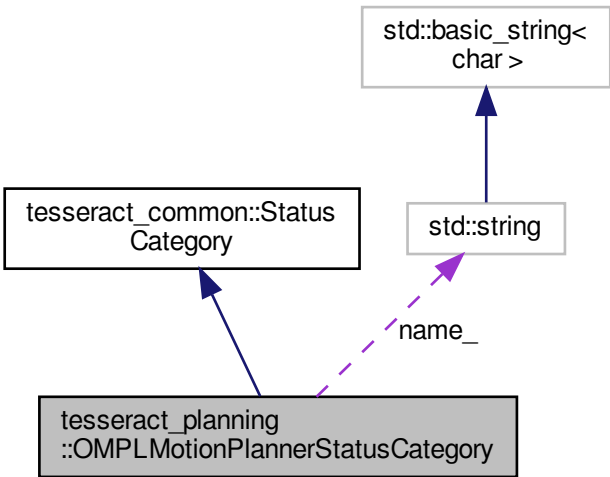 std::basic_string<
char >
tesseract_common::Status
Category
std::string
name_
tesseract_planning
::OMPLMotionPlannerStatusCategory